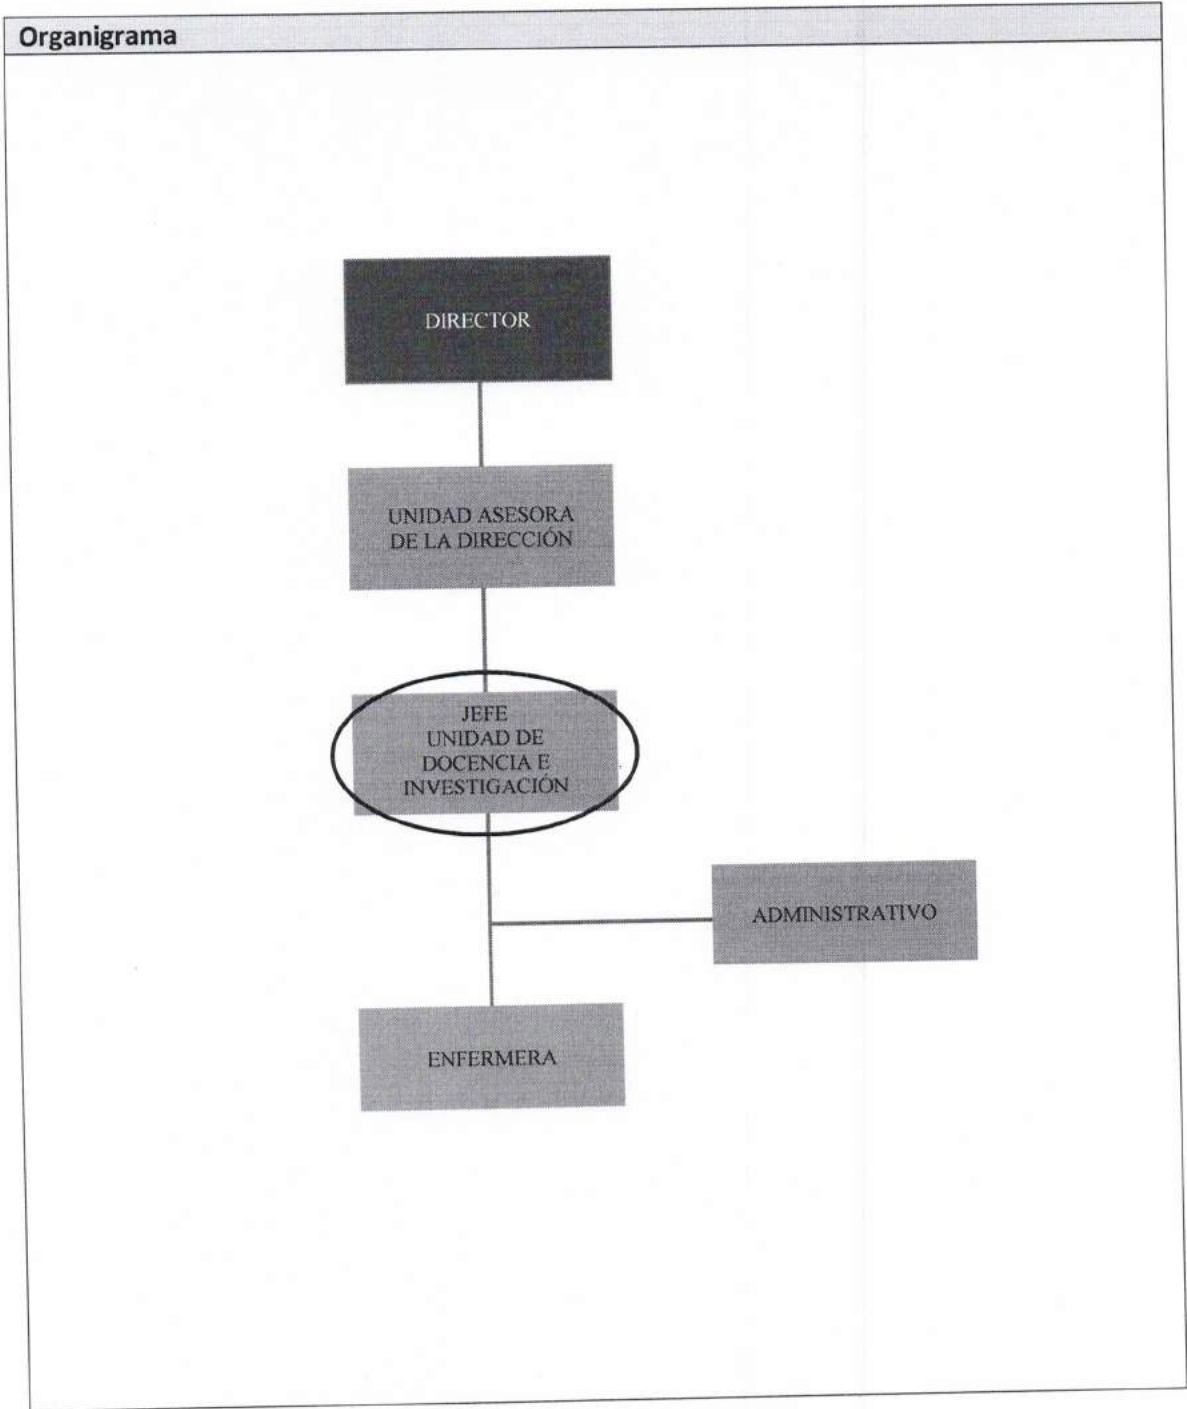 Organigrama
DIRECTOR
UNIDAD ASESORA
DE LA DIRECCIÓN
JEFE
UNIDAD DE
DOCENCIA E
INVESTIGACIÓN
ADMINISTRATIVO
ENFERMERA